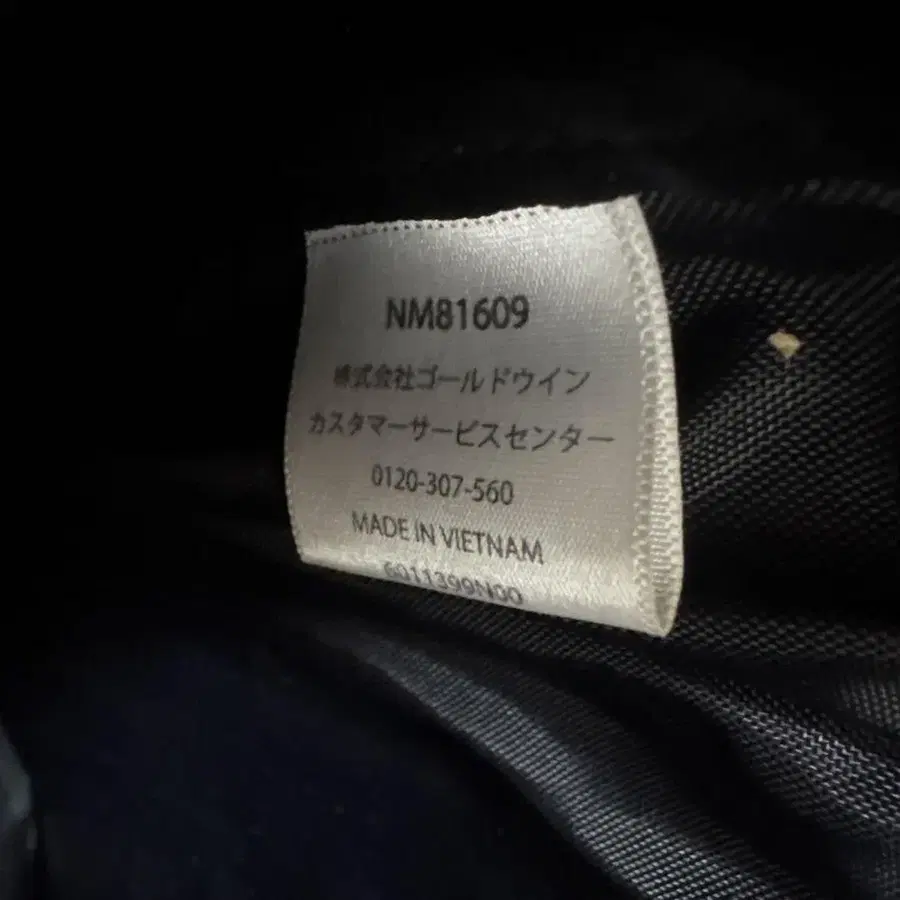 NM81609
株式会社ゴールドウイン
カスタマーサービスセンター
0120-307-560
MADE IN VIETNAM
6011399N00